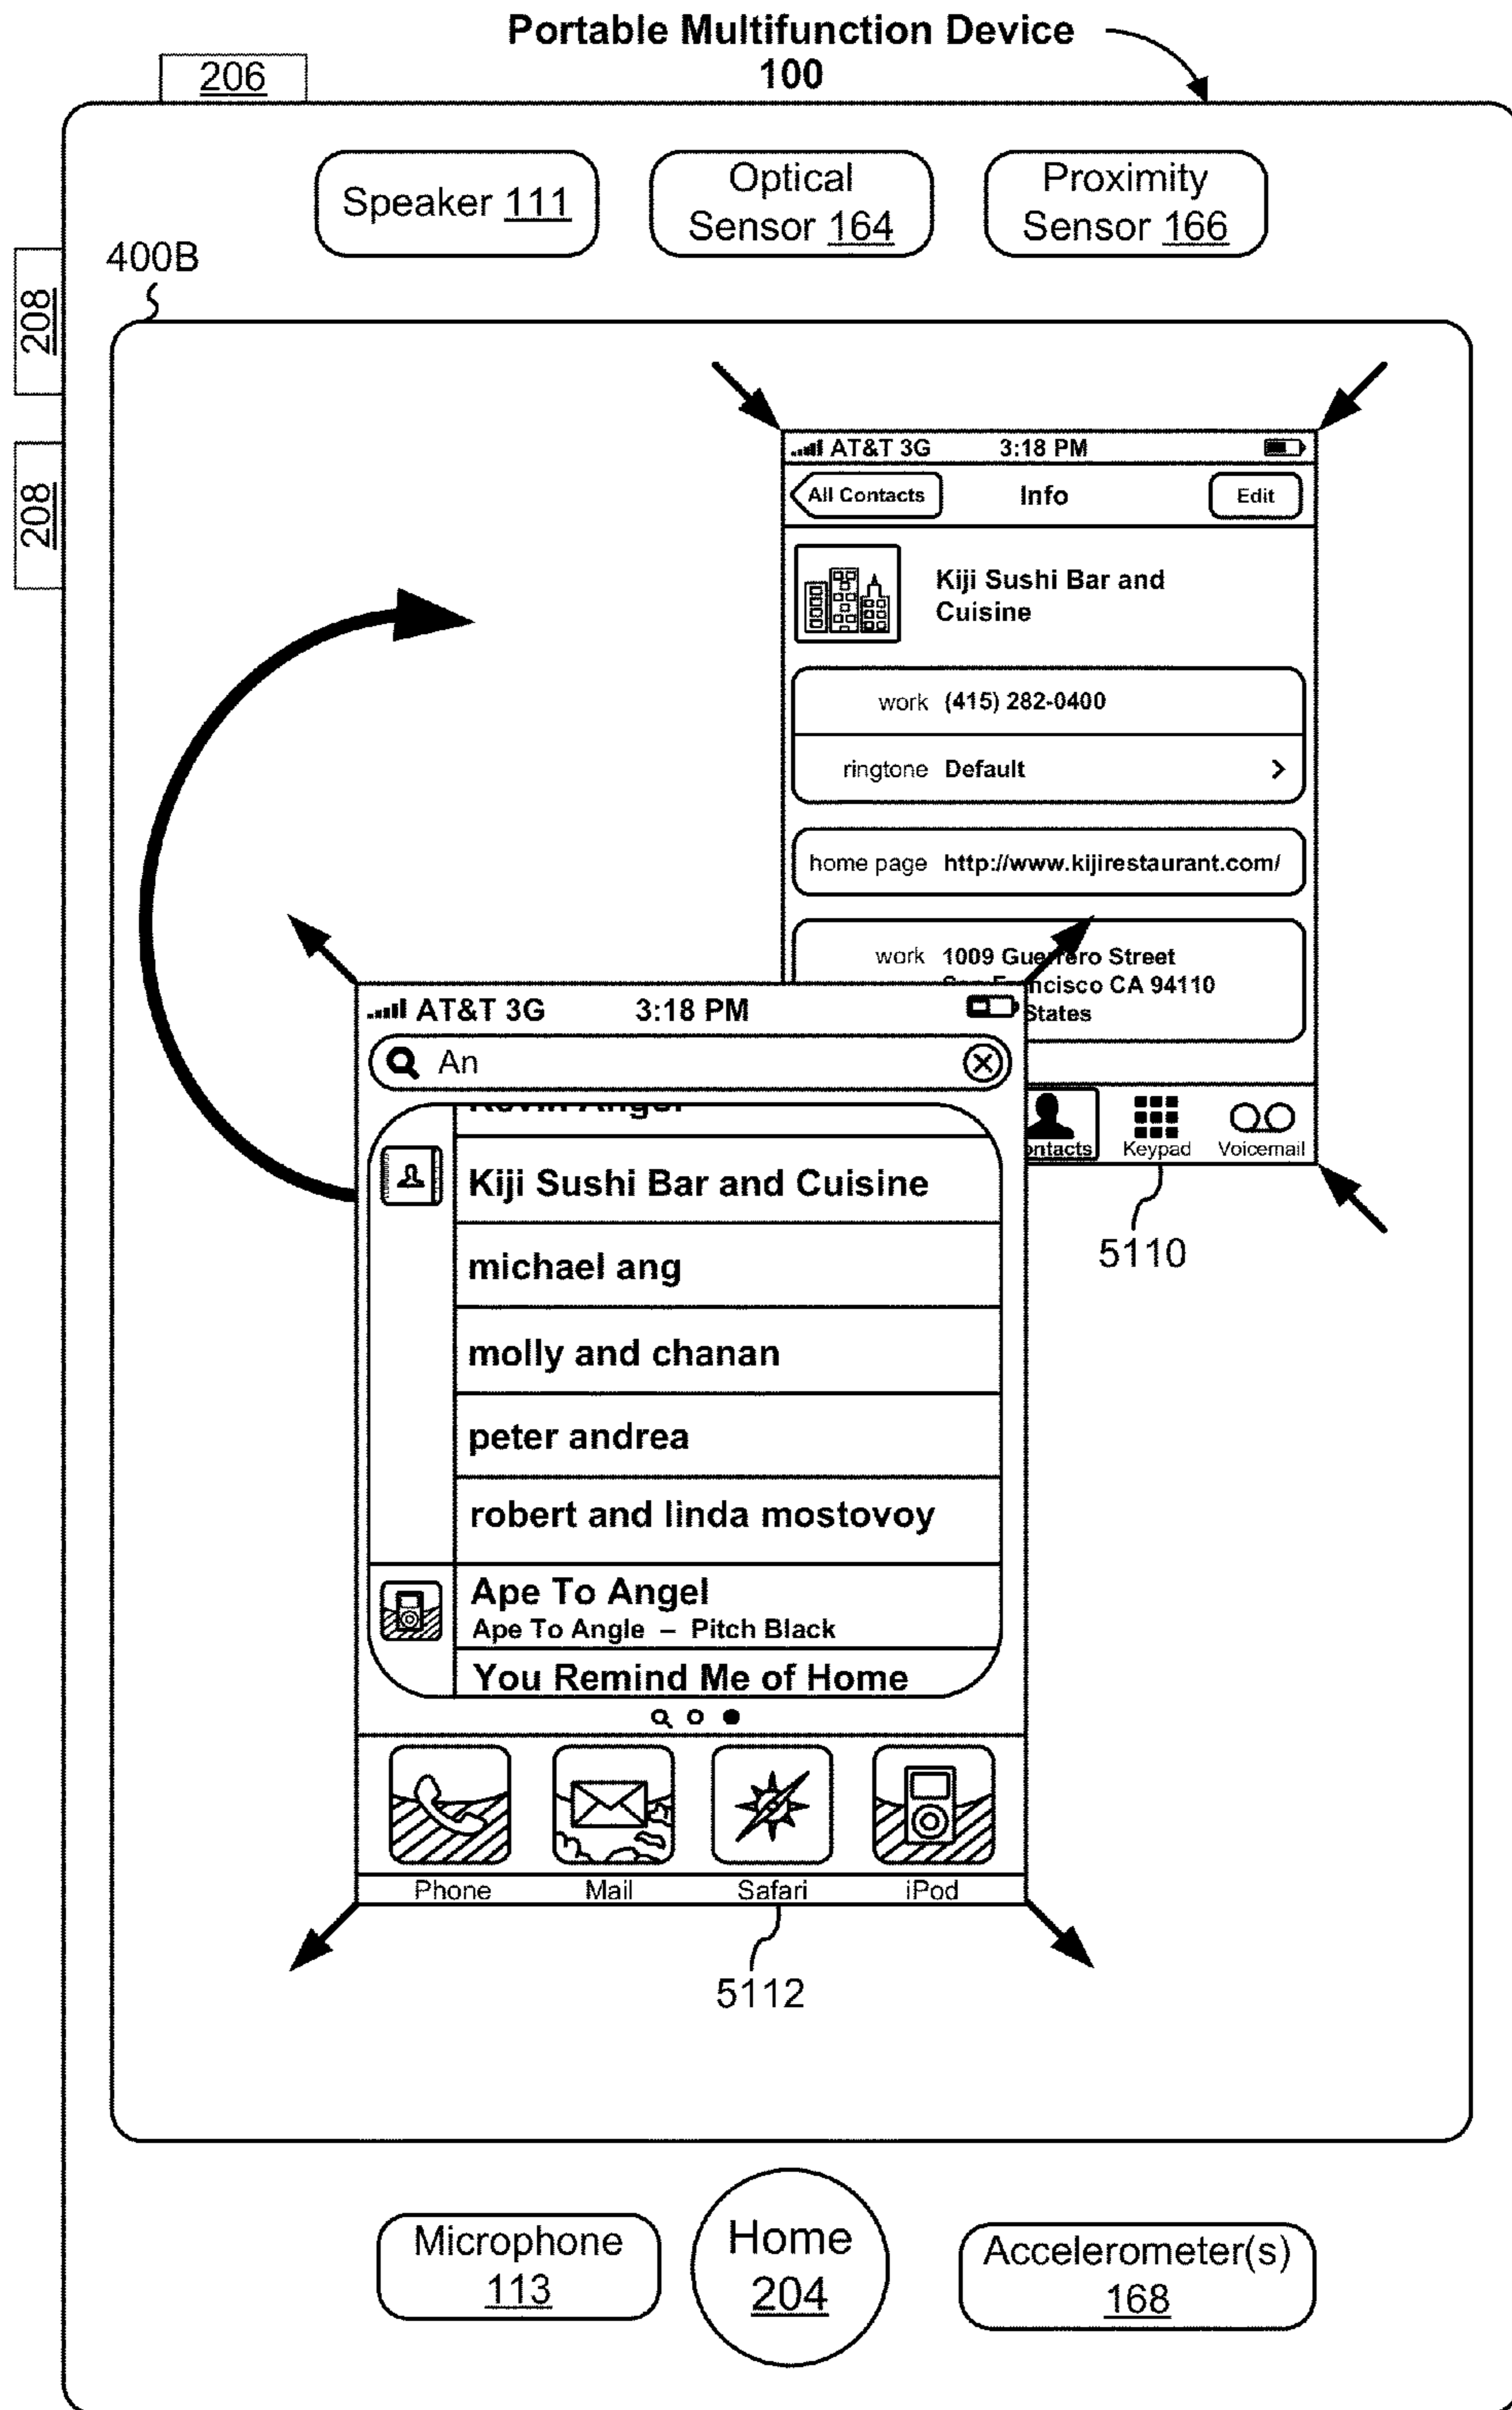 Portable Multifunction Device
100
206
Speaker 111
Optical
Sensor 164
Proximity
Sensor 166
400B
208
208
AT&T 3G 3:18 PM
All Contacts Info Edit
Kiji Sushi Bar and
Cuisine
work (415) 282-0400
ringtone Default
home page http://www.kijirestaurant.com/
work 1009 Guerrero Street
CA 94110
States
Keypad Voicemail
5110
AT&T 3G 3:18 PM
An
Kiji Sushi Bar and Cuisine
michael ang
molly and chanan
peter andrea
robert and linda mostovoy
Ape To Angel
Ape To Angle – Pitch Black
You Remind Me of Home
Phone Mail Safari iPod
5112
Microphone
113
Home
204
Accelerometer(s)
168